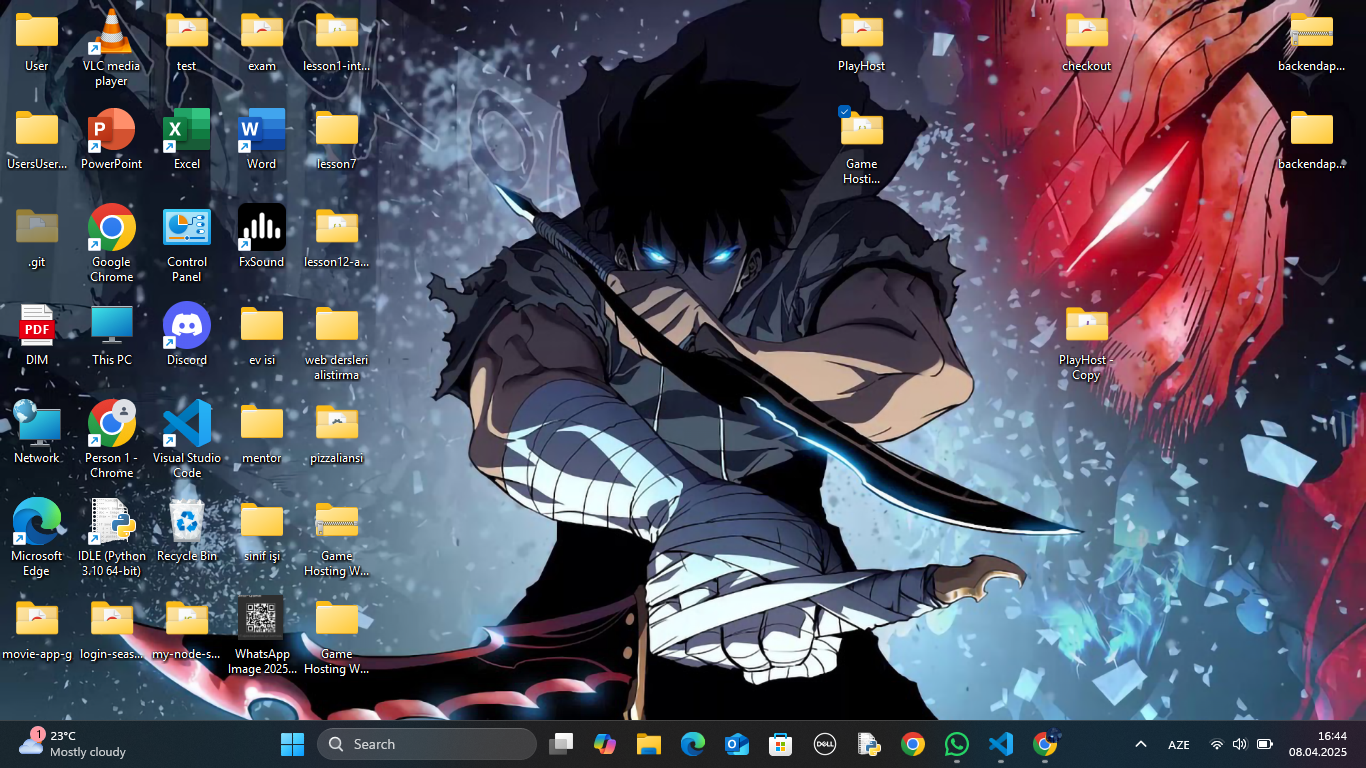 User
VLC media
player
test
exam
lesson1-int...
PlayHost
checkout
backendap...
UsersUser...
PowerPoint
Excel
Word
lesson7
Game
Hosti...
backendap...
.git
Google
Chrome
Control
Panel
FxSound
lesson12-a...
PDF
DIM
This PC
Discord
ev isi
web dersleri
alistirma
PlayHost -
Copy
Network
Person 1 -
Chrome
Visual Studio
Code
mentor
pizzaliansi
Microsoft
Edge
IDLE (Python
3.10 64-bit)
Recycle Bin
sinif işi
Game
Hosting W...
movie-app-g
login-seas...
my-node-s...
WhatsApp
Image 2025...
Game
Hosting W...
1
23°C
Mostly cloudy
Search
DELL
AZE
16:44
08.04.2025